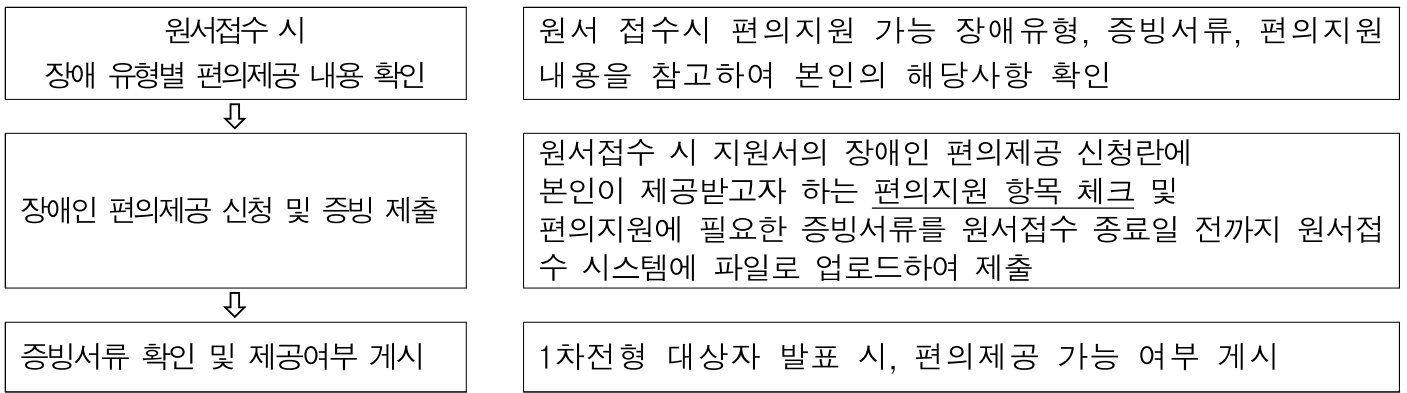 원서접수 시
장애 유형별 편의제공 내용 확인
원서 접수시 편의지원 가능 장애유형, 증빙서류, 편의지원
내용을 참고하여 본인의 해당사항 확인
⇩
장애인 편의제공 신청 및 증빙 제출
원서접수 시 지원서의 장애인 편의제공 신청란에
본인이 제공받고자 하는 편의지원 항목 체크 및
편의지원에 필요한 증빙서류를 원서접수 종료일 전까지 원서접
수 시스템에 파일로 업로드하여 제출
⇩
증빙서류 확인 및 제공여부 게시
1차전형 대상자 발표 시, 편의제공 가능 여부 게시